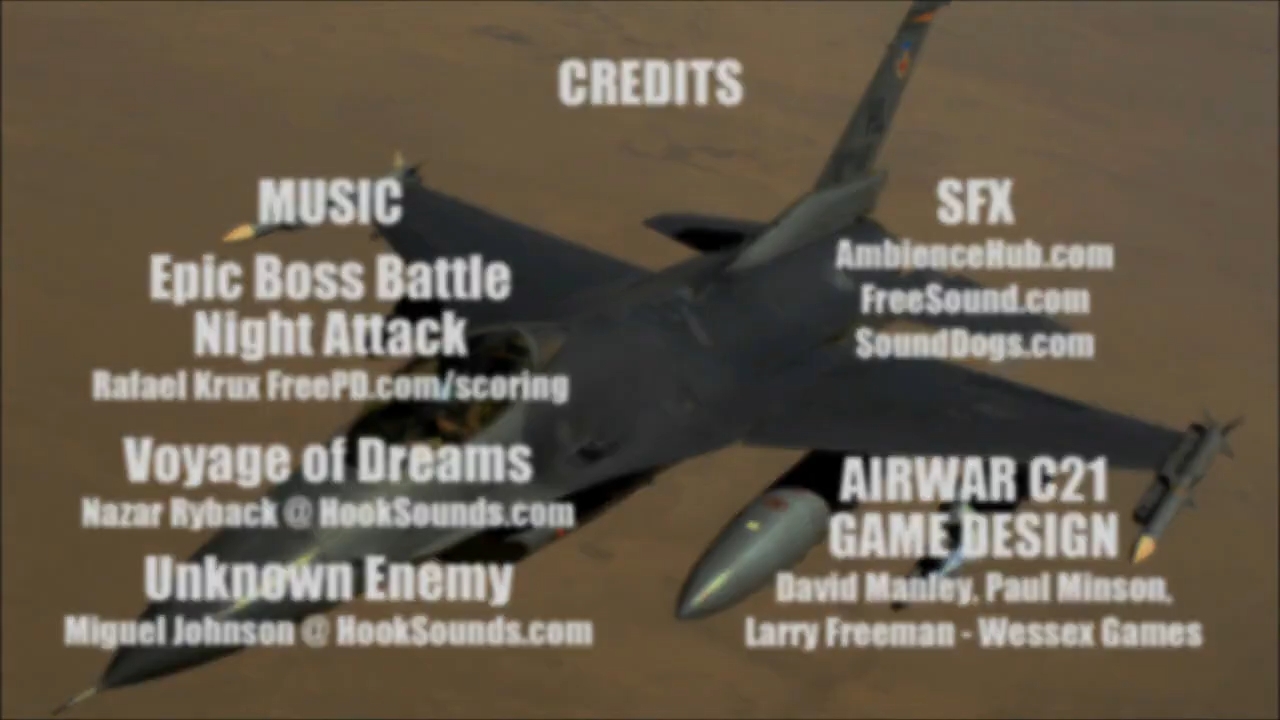 CREDITS
MUSIC
Epic Boss Battle
Night Attack
Rafael Krux FreePD.com/scoring
Voyage of Dreams
Nazar Ryback @ HookSounds.com
Unknown Enemy
Miguel Johnson @ HookSounds.com
SFX
AmbienceHub.com
FreeSound.com
SoundDogs.com
AIRWAR C21
GAME DESIGN
David Manley, Paul Minson,
Larry Freeman - Wessex Games